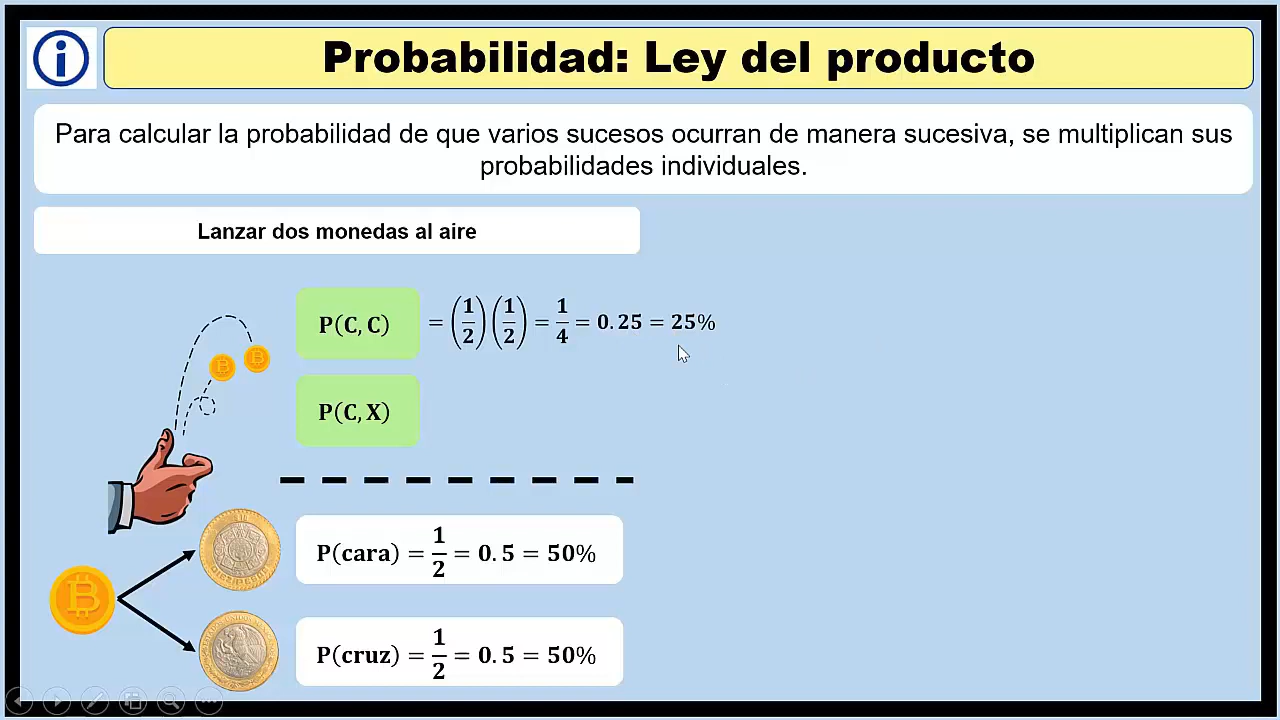 Probabilidad: Ley del producto
Para calcular la probabilidad de que varios sucesos ocurran de manera sucesiva, se multiplican sus
probabilidades individuales.
Lanzar dos monedas al aire
P(C, C) = (1/2)(1/2) = 1/4 = 0.25 = 25%
P(C, X)
P(cara) = 1/2 = 0.5 = 50%
P(cruz) = 1/2 = 0.5 = 50%